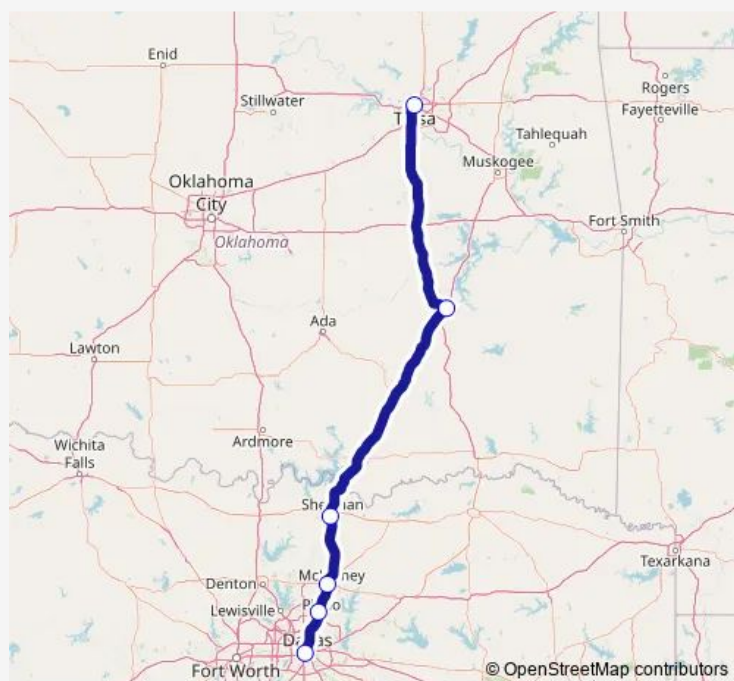 Enid
Rogers
Stillwater
Fayetteville
Tahlequah
Muskogee
Oklahoma
City
Fort Smith
Oklahoma
Ada
Lawton
Ardmore
Wichita
Falls
Texarkana
Denton
Lewisville
Fort Worth
© OpenStreetMap contributors